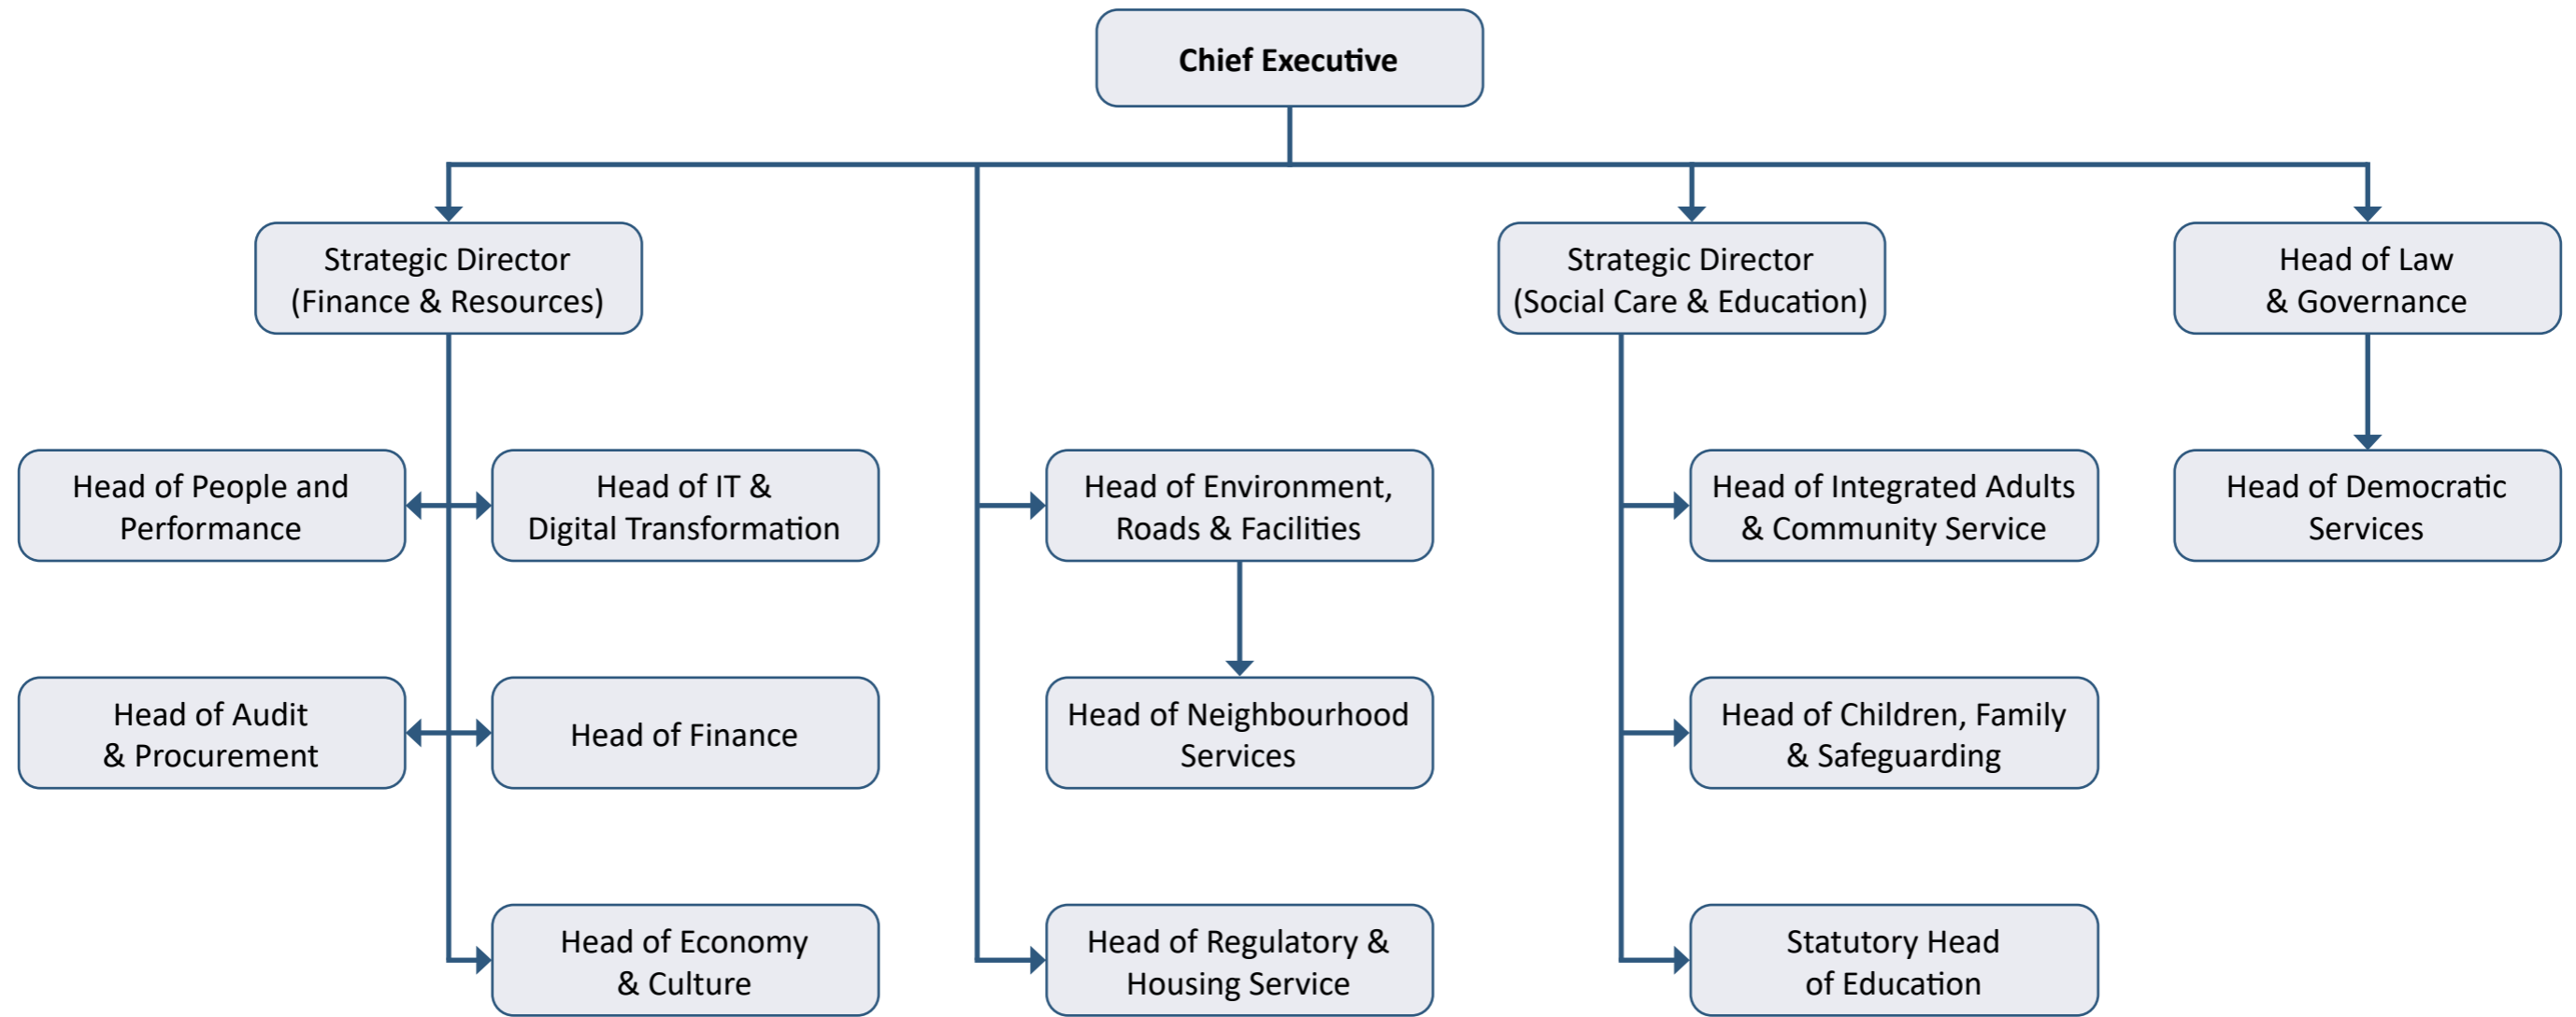 Chief Executive
Strategic Director
(Finance & Resources)
Strategic Director
(Social Care & Education)
Head of Law
& Governance
Head of People and
Performance
Head of IT &
Digital Transformation
Head of Environment,
Roads & Facilities
Head of Integrated Adults
& Community Service
Head of Democratic
Services
Head of Audit
& Procurement
Head of Finance
Head of Neighbourhood
Services
Head of Children, Family
& Safeguarding
Head of Economy
& Culture
Head of Regulatory &
Housing Service
Statutory Head
of Education